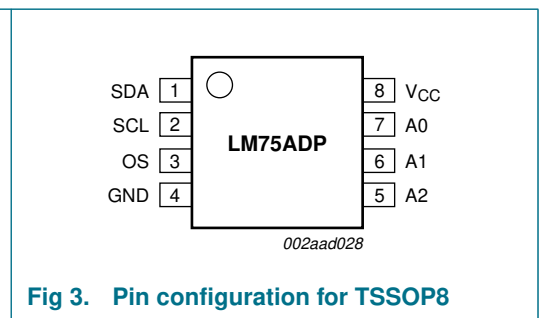 SDA 1 8 VCC
SCL 2 7 A0
LM75ADP
OS 3 6 A1
GND 4 5 A2
002aad028
Fig 3. Pin configuration for TSSOP8